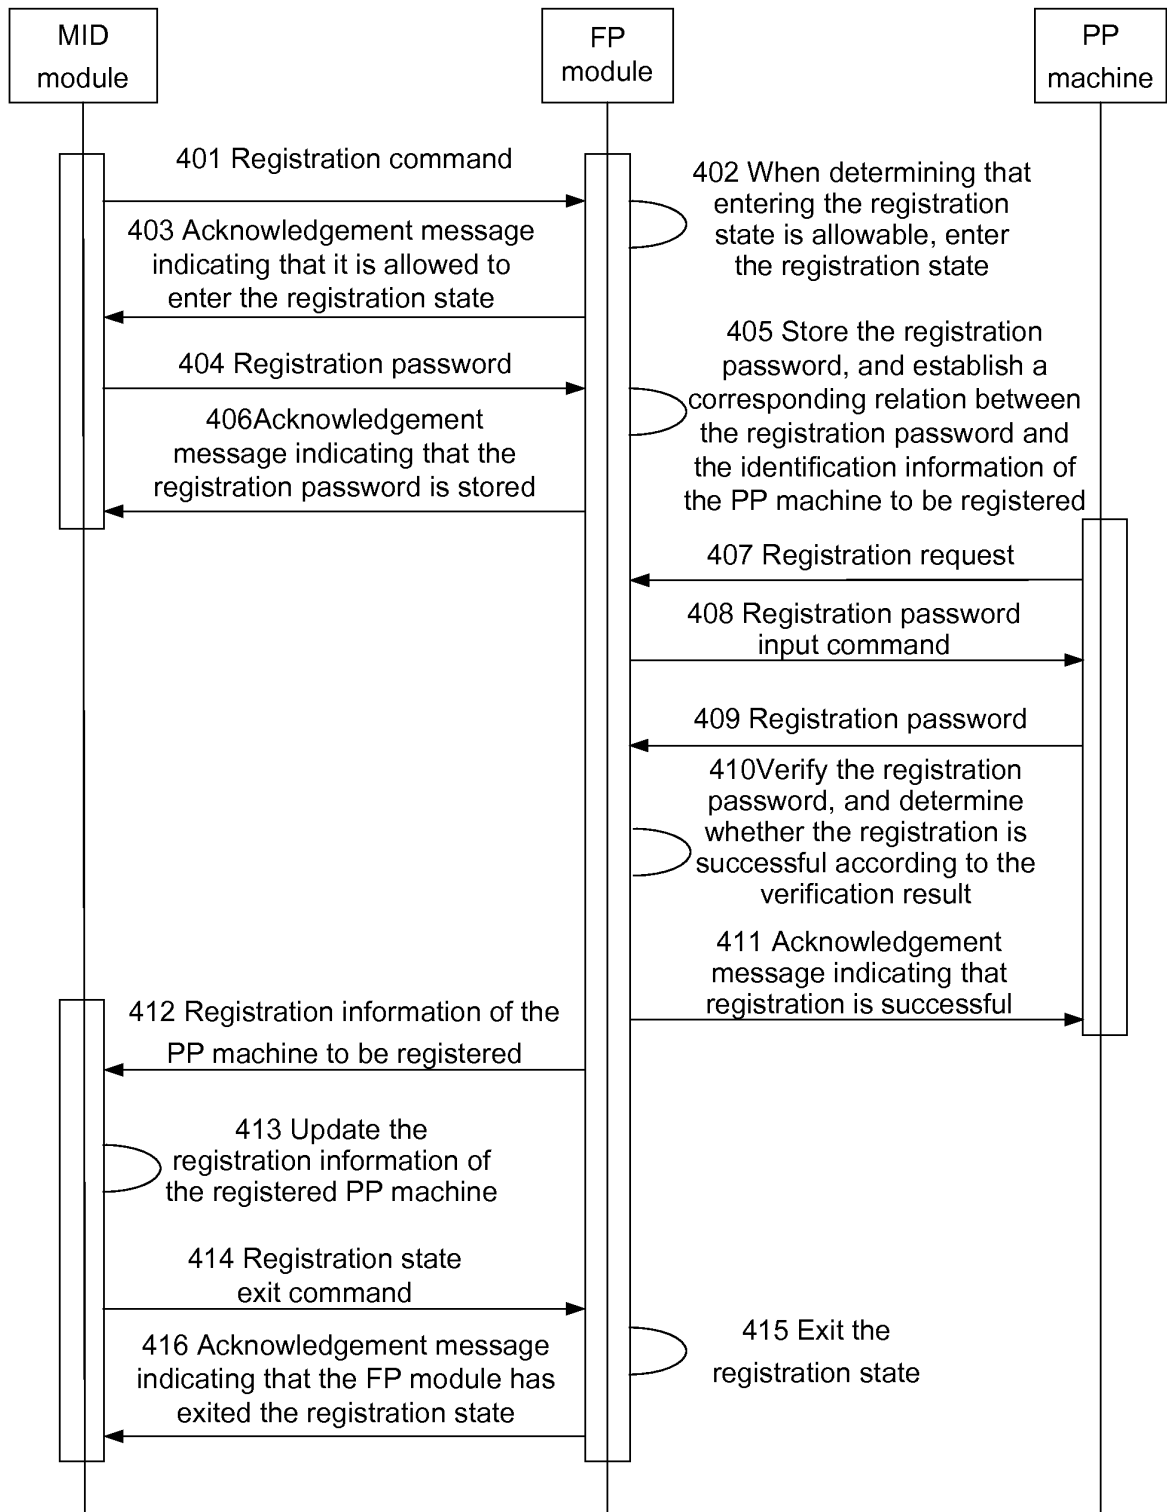 MID
module
FP
module
PP
machine
401 Registration command
402 When determining that
entering the registration
state is allowable, enter
the registration state
403 Acknowledgement message
indicating that it is allowed to
enter the registration state
404 Registration password
405 Store the registration
password, and establish a
corresponding relation between
the registration password and
the identification information of
the PP machine to be registered
406Acknowledgement
message indicating that the
registration password is stored
407 Registration request
408 Registration password
input command
409 Registration password
410Verify the registration
password, and determine
whether the registration is
successful according to the
verification result
411 Acknowledgement
message indicating that
registration is successful
412 Registration information of the
PP machine to be registered
413 Update the
registration information of
the registered PP machine
414 Registration state
exit command
415 Exit the
registration state
416 Acknowledgement message
indicating that the FP module has
exited the registration state